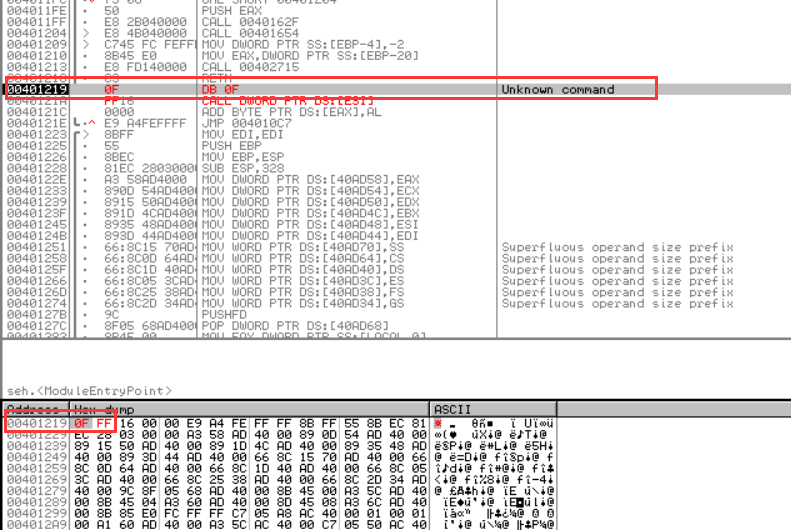 004011FE · 50 PUSH EAX
004011FF · E8 2B040000 CALL 0040162F
00401204 > E8 4B040000 CALL 00401654
00401209 > C745 FC FEFFI MOV DWORD PTR SS:[EBP-4],-2
00401210 · 8B45 E0 MOV EAX,DWORD PTR SS:[EBP-20]
00401213 · E8 FD140000 CALL 00402715
00401219 0F DB 0F Unknown command
0040121A FF16 CALL DWORD PTR DS:[ESI]
0040121C 0000 ADD BYTE PTR DS:[EAX],AL
0040121E .^ E9 A4FEFFFF JMP 004010C7
00401223 > 8BFF MOV EDI,EDI
00401225 · 55 PUSH EBP
00401226 · 8BEC MOV EBP,ESP
00401228 · 81EC 28030000 SUB ESP,328
0040122E · A3 58AD4000 MOV DWORD PTR DS:[40AD58],EAX
00401233 · 890D 54AD400 MOV DWORD PTR DS:[40AD54],ECX
00401239 · 8915 50AD400 MOV DWORD PTR DS:[40AD50],EDX
0040123F · 891D 4CAD400 MOV DWORD PTR DS:[40AD4C],EBX
00401245 · 8935 48AD400 MOV DWORD PTR DS:[40AD48],ESI
0040124B · 893D 44AD400 MOV DWORD PTR DS:[40AD44],EDI
00401251 · 66:8C15 70AD MOV WORD PTR DS:[40AD70],SS Superfluous operand size prefix
00401258 · 66:8C0D 64AD MOV WORD PTR DS:[40AD64],CS Superfluous operand size prefix
0040125F · 66:8C1D 40AD MOV WORD PTR DS:[40AD40],DS Superfluous operand size prefix
00401266 · 66:8C05 3CAD MOV WORD PTR DS:[40AD3C],ES Superfluous operand size prefix
0040126D · 66:8C25 38AD MOV WORD PTR DS:[40AD38],FS Superfluous operand size prefix
00401274 · 66:8C2D 34AD MOV WORD PTR DS:[40AD34],GS Superfluous operand size prefix
0040127B · 9C PUSHFD
0040127C · 8F05 68AD400 POP DWORD PTR DS:[40AD68]
seh.<ModuleEntryPoint>
Address Hex dump ASCII
00401219 0F FF 16 00 00 E9 A4 FE FF FF 8B FF 55 8B EC 81
00401229 EC 28 03 00 00 A3 58 AD 40 00 89 0D 54 AD 40 00
00401239 89 15 50 AD 40 00 89 1D 4C AD 40 00 89 35 48 AD
00401249 40 00 89 3D 44 AD 40 00 66 8C 15 70 AD 40 00 66
00401259 8C 0D 64 AD 40 00 66 8C 1D 40 AD 40 00 66 8C 05
00401269 3C AD 40 00 66 8C 25 38 AD 40 00 66 8C 2D 34 AD
00401279 40 00 9C 8F 05 68 AD 40 00 8B 45 00 A3 5C AD 40
00401289 00 8B 45 04 A3 60 AD 40 00 8D 45 08 A3 6C AD 40
00401299 00 8B 85 E0 FC FF FF C7 05 A8 AC 40 00 01 00 01
004012A9 00 A1 60 AD 40 00 A3 5C AC 40 00 C7 05 50 AC 40